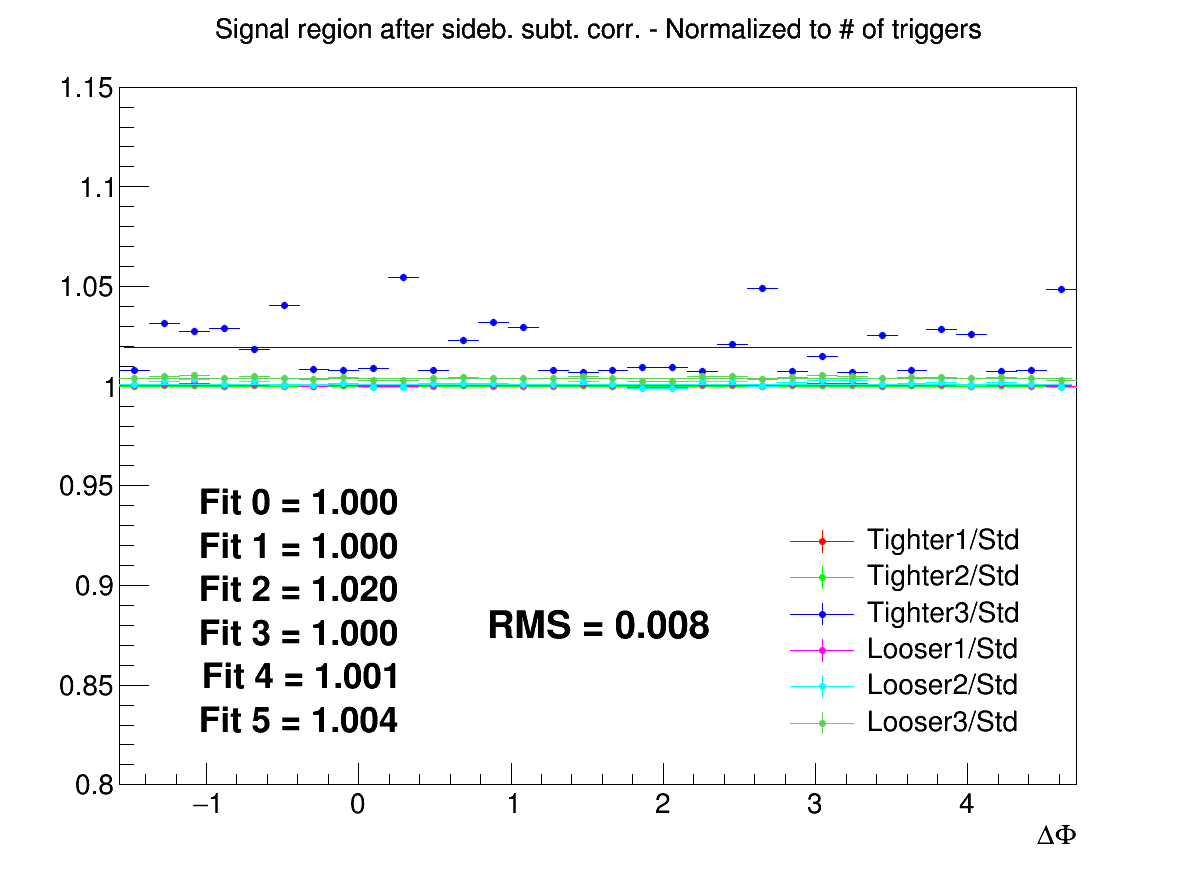 Signal region after sideb. subt. corr. - Normalized to # of triggers
1.15
1.1
1.05
1
0.95
0.9
0.85
0.8
Fit 0 = 1.000
Fit 1 = 1.000
Fit 2 = 1.020
Fit 3 = 1.000
Fit 4 = 1.001
Fit 5 = 1.004
RMS = 0.008
Tighter1/Std
Tighter2/Std
Tighter3/Std
Looser1/Std
Looser2/Std
Looser3/Std
−1 0 1 2 3 4
ΔΦ